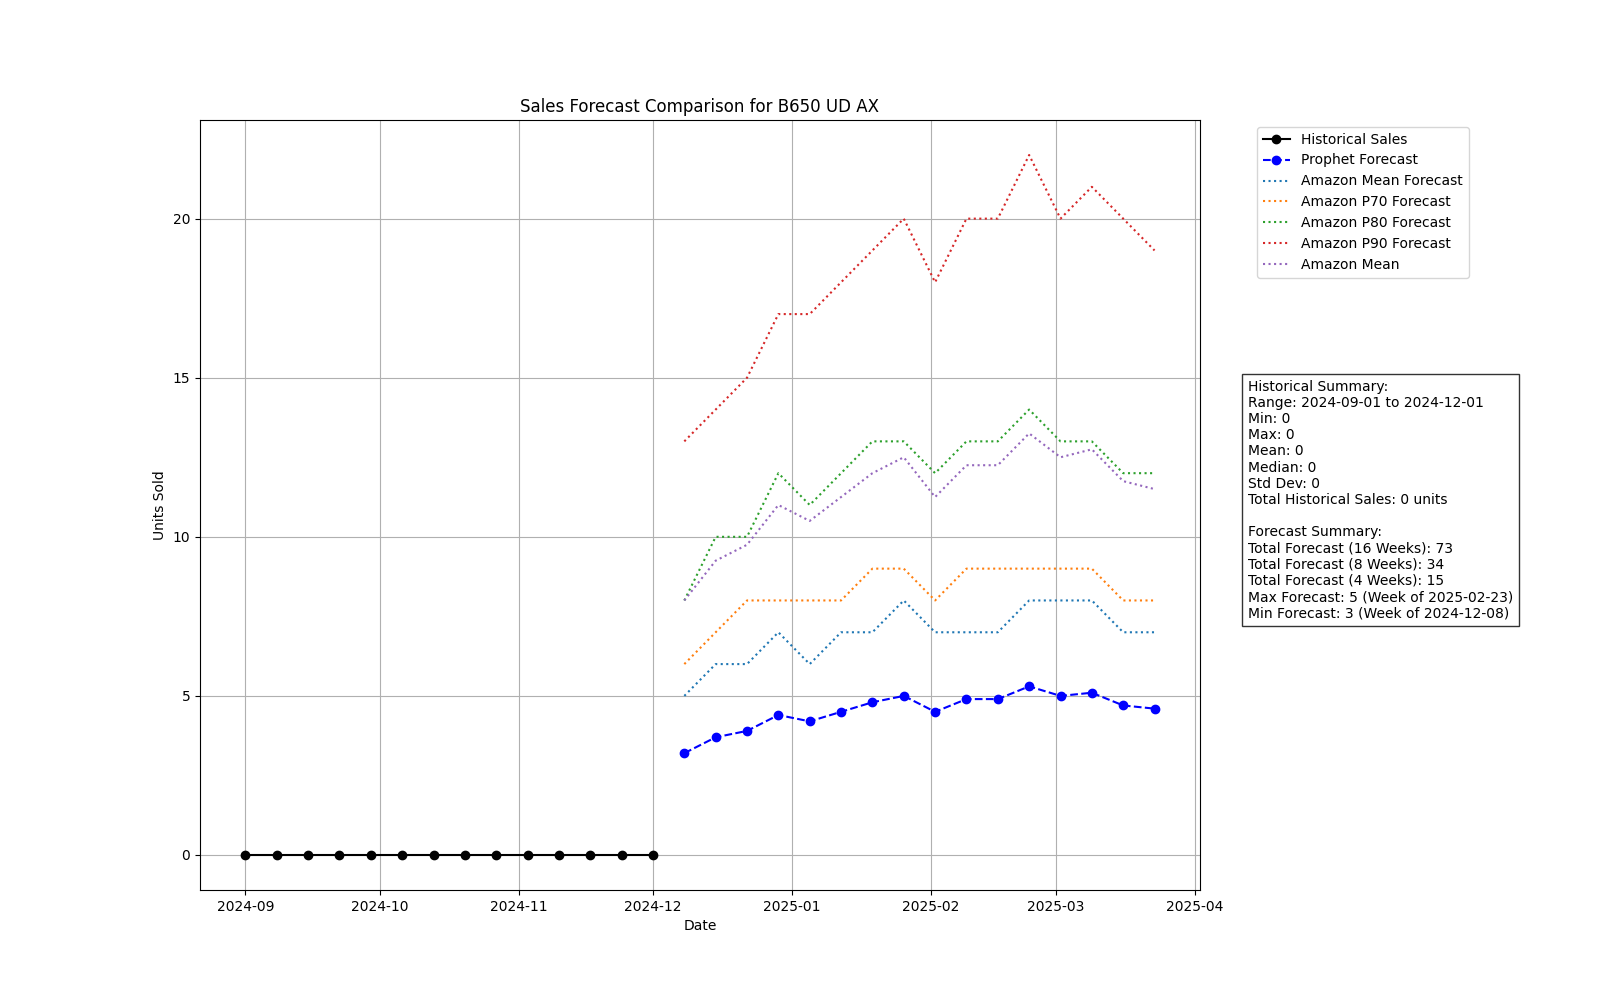 Sales Forecast Comparison for B650 UD AX
Historical Sales
Prophet Forecast
Amazon Mean Forecast
Amazon P70 Forecast
Amazon P80 Forecast
Amazon P90 Forecast
Amazon Mean
20
15
10
5
0
Units Sold
2024-09
2024-10
2024-11
2024-12
2025-01
2025-02
2025-03
2025-04
Date
Historical Summary:
Range: 2024-09-01 to 2024-12-01
Min: 0
Max: 0
Mean: 0
Median: 0
Std Dev: 0
Total Historical Sales: 0 units
Forecast Summary:
Total Forecast (16 Weeks): 73
Total Forecast (8 Weeks): 34
Total Forecast (4 Weeks): 15
Max Forecast: 5 (Week of 2025-02-23)
Min Forecast: 3 (Week of 2024-12-08)